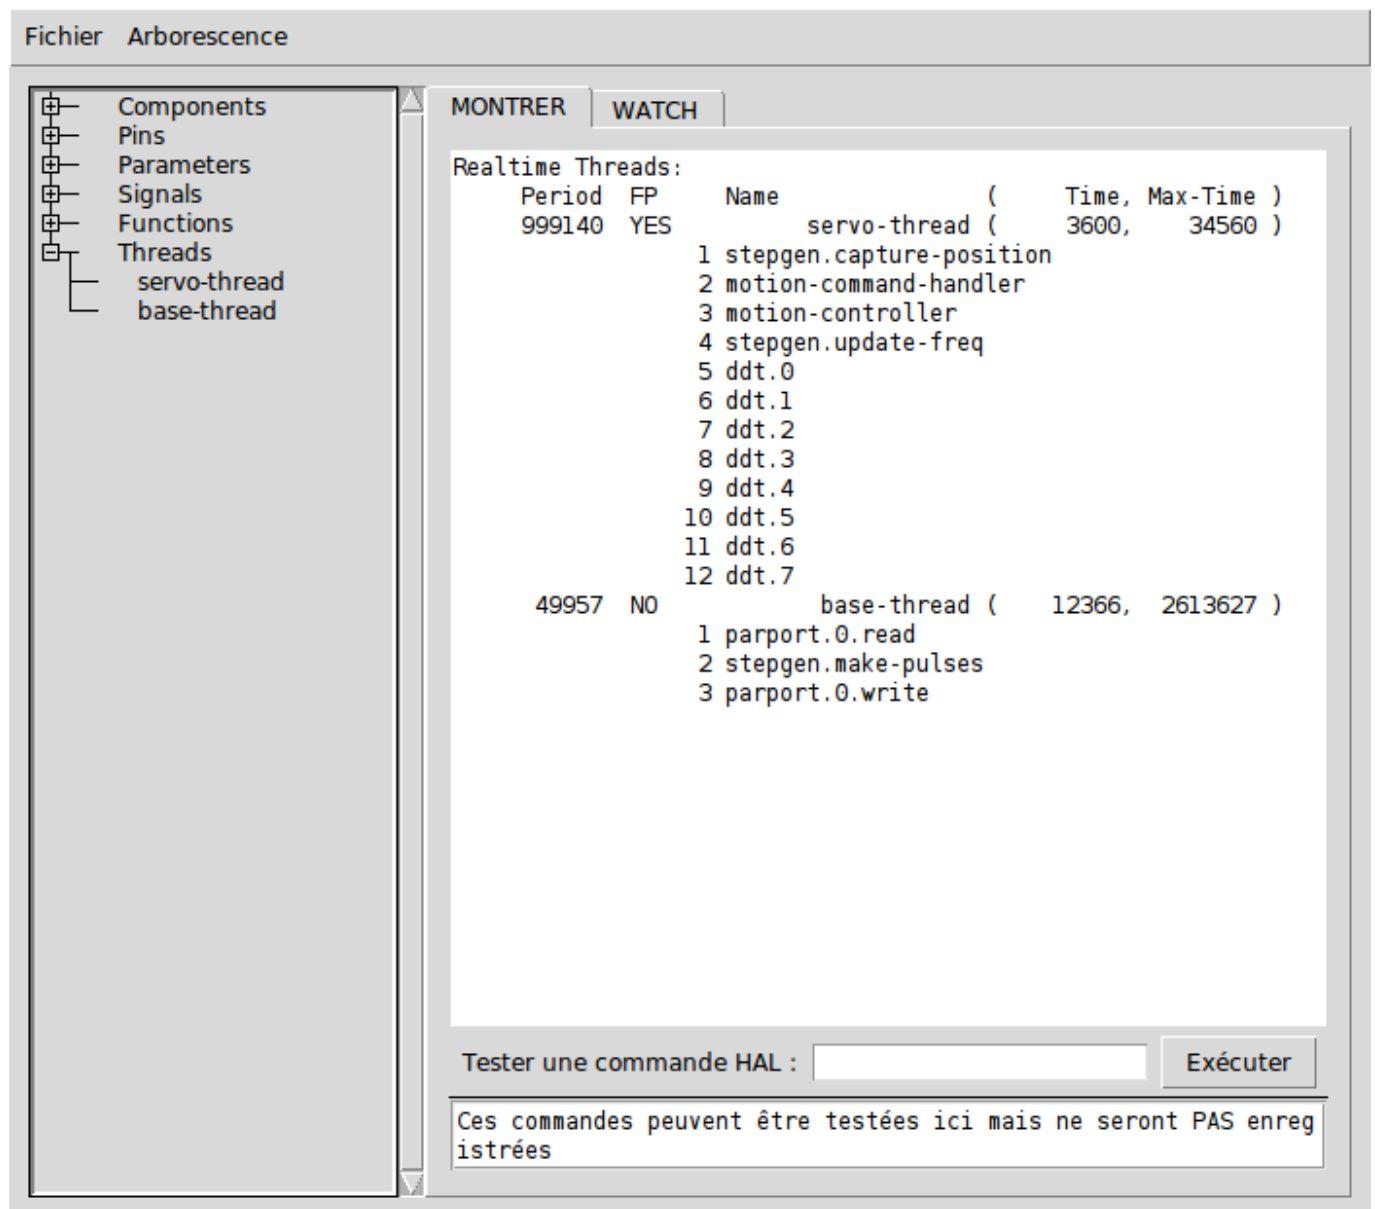 Fichier Arborescence
Components
Pins
Parameters
Signals
Functions
Threads
servo-thread
base-thread
MONTRER WATCH
Realtime Threads:
Period FP Name ( Time, Max-Time )
999140 YES servo-thread ( 3600, 34560 )
1 stepgen.capture-position
2 motion-command-handler
3 motion-controller
4 stepgen.update-freq
5 ddt.0
6 ddt.1
7 ddt.2
8 ddt.3
9 ddt.4
10 ddt.5
11 ddt.6
12 ddt.7
49957 NO base-thread ( 12366, 2613627 )
1 parport.0.read
2 stepgen.make-pulses
3 parport.0.write
Tester une commande HAL : Exécuter
Ces commandes peuvent être testées ici mais ne seront PAS enreg
istrées